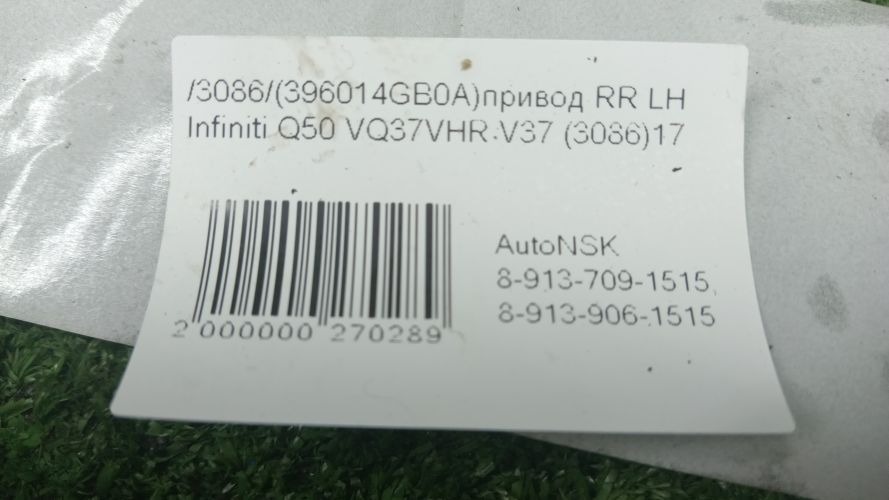 /3086/(396014GB0A)привод RR LH
Infiniti Q50 VQ37VHR V37 (3086)17
AutoNSK
8-913-709-1515,
8-913-906-1515
2 000000 270289